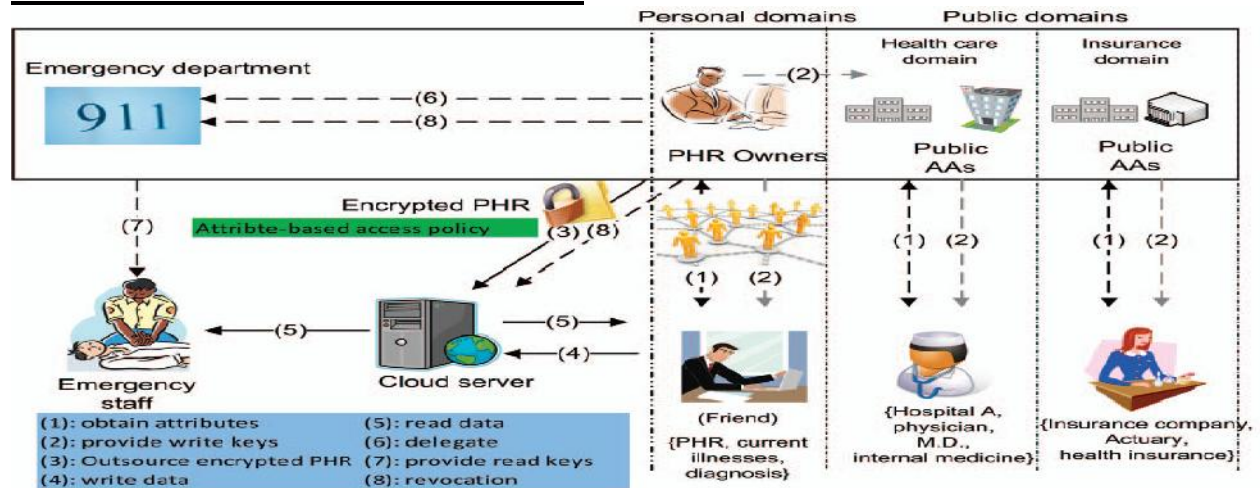 Personal domains
Public domains
Health care
domain
Insurance
domain
Emergency department
911
(6)
(8)
(2)
PHR Owners
Public
AAs
Public
AAs
Encrypted PHR
Attribte-based access policy
(3) (8)
(7)
(1)
(2)
(1)
(2)
(1)
(2)
(5)
(5)
(4)
Emergency
staff
Cloud server
(Friend)
{PHR, current
illnesses,
diagnosis}
{Hospital A,
physician,
M.D.,
internal medicine}
{Insurance company,
Actuary,
health insurance}
(1): obtain attributes
(2): provide write keys
(3): Outsource encrypted PHR
(4): write data
(5): read data
(6): delegate
(7): provide read keys
(8): revocation